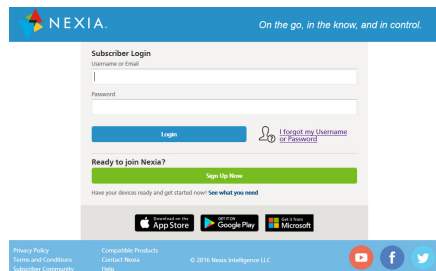 NEXIA
On the go, in the know, and in control.
Subscriber Login
Username or Email
Password
Login
I forgot my Username
or Password
Ready to join Nexia?
Sign Up Now
Have your devices ready and get started now! See what you need
Download on the
App Store
GET IT ON
Google Play
Get it from
Microsoft
Privacy Policy
Compatible Products
Terms and Conditions
Contact Nexia
© 2016 Nexia Intelligence LLC
Subscriber Community
Help